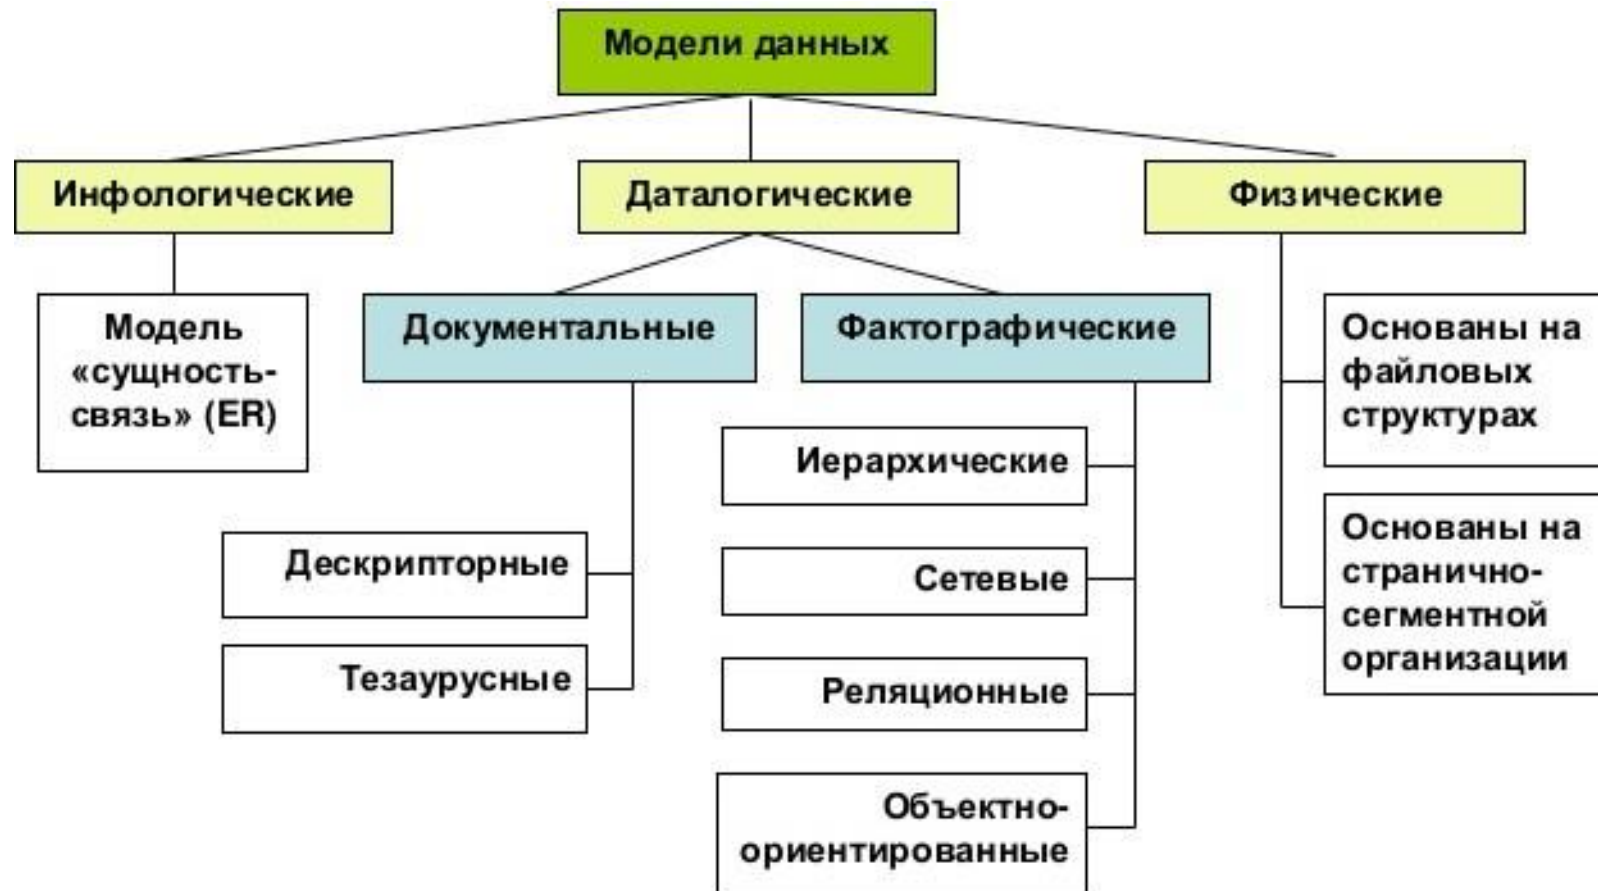 Модели данных
Инфологические
Даталогические
Физические
Модель
«сущность-
связь» (ER)
Документальные
Фактографические
Основаны на
файловых
структурах
Иерархические
Основаны на
странично-
сегментной
организации
Дескрипторные
Сетевые
Тезаурусные
Реляционные
Объектно-
ориентированные